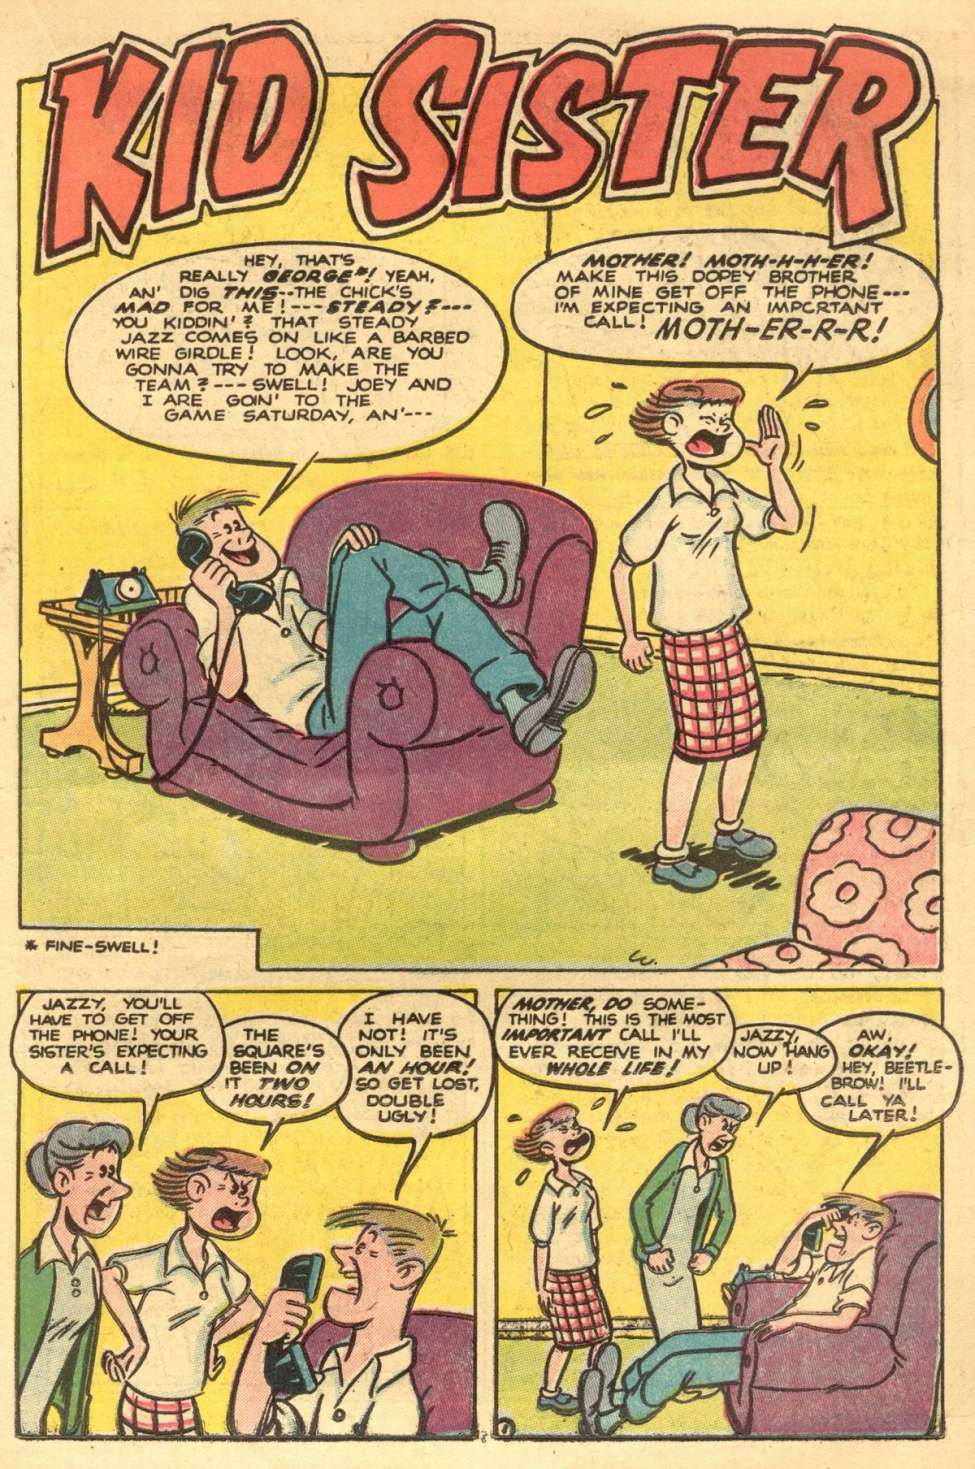 KID SISTER
HEY, THAT'S
REALLY GEORGE*! YEAH,
AN' DIG THIS--THE CHICK'S
MAD FOR ME!---STEADY?---
YOU KIDDIN'? THAT STEADY
JAZZ COMES ON LIKE A BARBED
WIRE GIRDLE! LOOK, ARE YOU
GONNA TRY TO MAKE THE
TEAM?---SWELL! JOEY AND
I ARE GOIN' TO THE
GAME SATURDAY, AN'---
MOTHER! MOTH-H-H-ER!
MAKE THIS DOPEY BROTHER
OF MINE GET OFF THE PHONE---
I'M EXPECTING AN IMPORTANT
CALL! MOTH-ER-R-R!
* FINE-SWELL!
W.
JAZZY, YOU'LL
HAVE TO GET OFF
THE PHONE! YOUR
SISTER'S EXPECTING
A CALL!
THE
SQUARE'S
BEEN ON
IT TWO
HOURS!
I HAVE
NOT! IT'S
ONLY BEEN
AN HOUR!
SO GET LOST,
DOUBLE
UGLY!
MOTHER, DO SOME-
THING! THIS IS THE MOST
IMPORTANT CALL I'LL
EVER RECEIVE IN MY
WHOLE LIFE!
JAZZY,
NOW HANG
UP!
AW,
OKAY!
HEY, BEETLE-
BROW! I'LL
CALL YA
LATER!